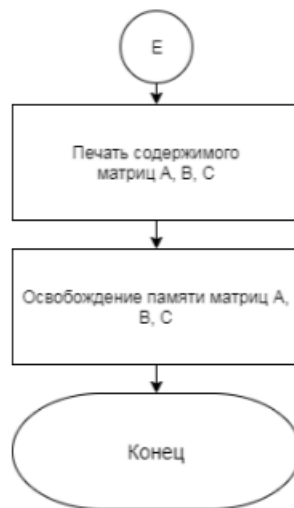 E
Печать содержимого
матриц A, B, C
Освобождение памяти матриц A,
B, C
Конец